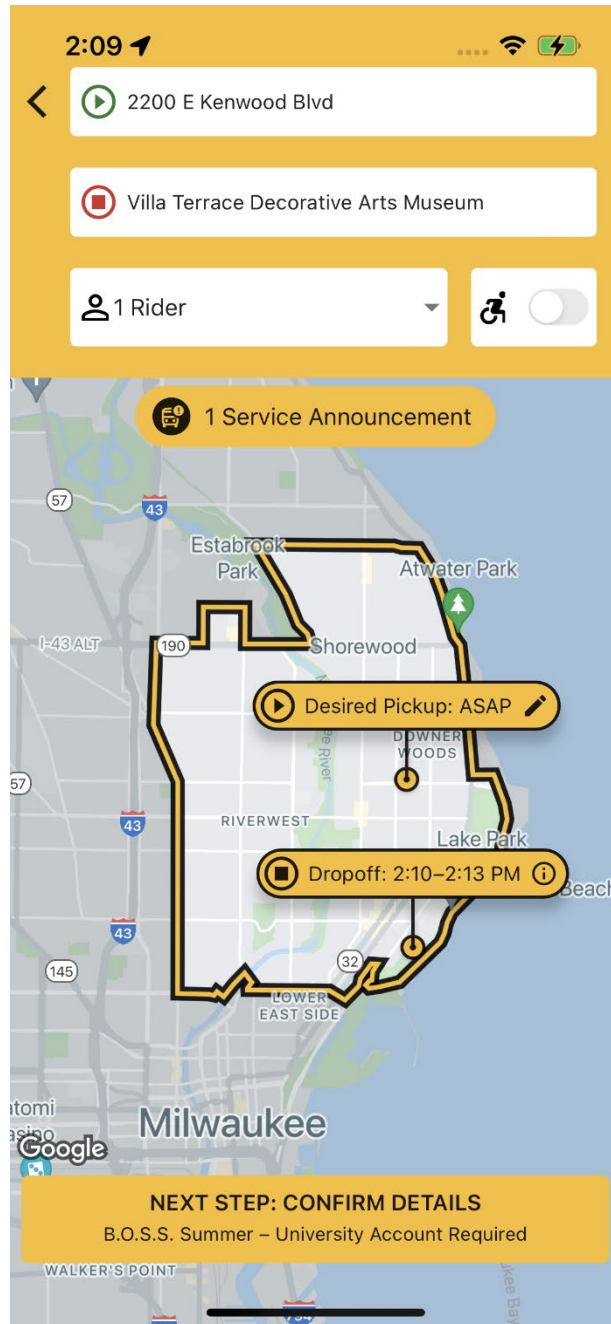 2:09
2200 E Kenwood Blvd
Villa Terrace Decorative Arts Museum
1 Rider
1 Service Announcement
57
43
Estabrook
Park
Atwater Park
I-43 ALT
190
Shorewood
Desired Pickup: ASAP
DOWNER
WOODS
57
43
RIVERWEST
Lake Park
Dropoff: 2:10–2:13 PM
Beach
43
145
32
LOWER
EAST SIDE
Milwaukee
Google
NEXT STEP: CONFIRM DETAILS
B.O.S.S. Summer – University Account Required
WALKER'S POINT
794